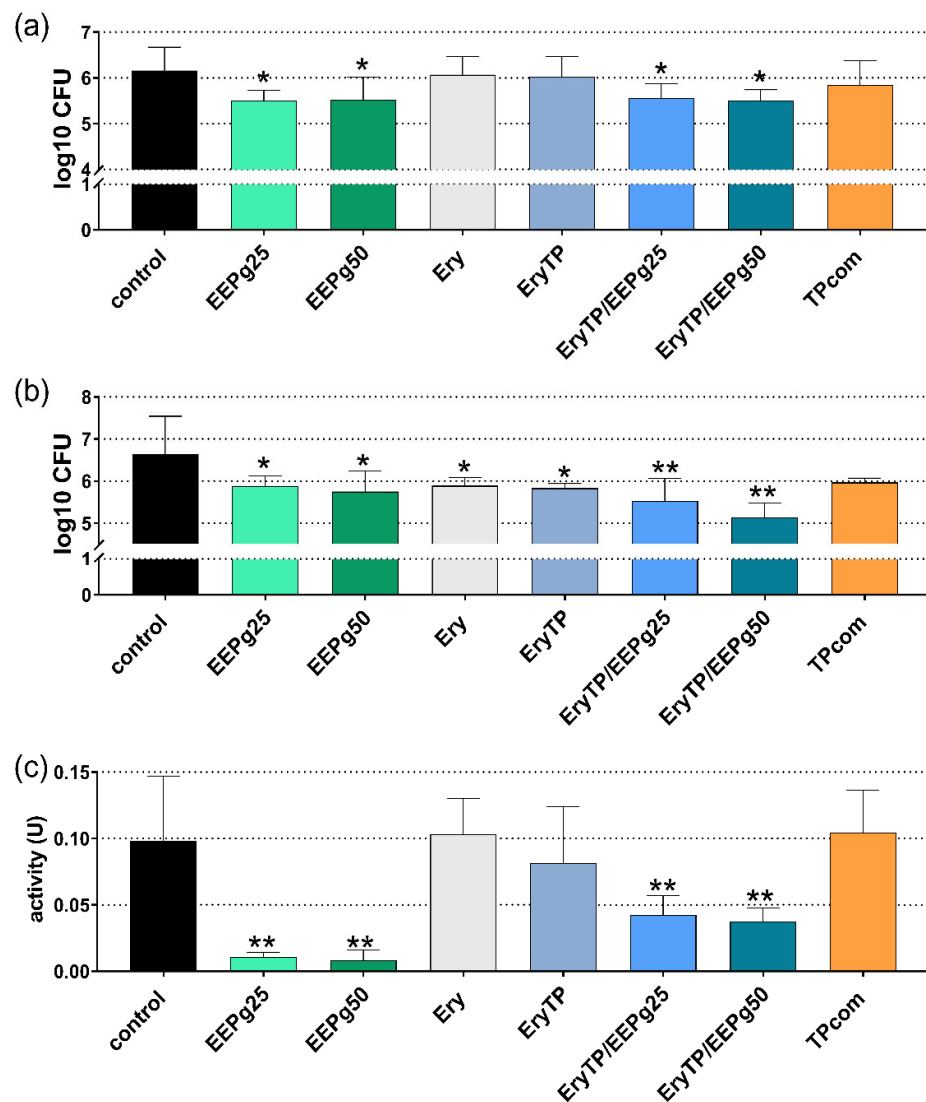 (a)
log10 CFU
7
6
5
4
1
0
* * * *
control EEPg25 EEPg50 Ery EryTP EryTP/EEPg25 EryTP/EEPg50 TPcom
(b)
log10 CFU
8
7
6
5
1
0
* * * * ** **
control EEPg25 EEPg50 Ery EryTP EryTP/EEPg25 EryTP/EEPg50 TPcom
(c)
activity (U)
0.15
0.10
0.05
0.00
** ** ** **
control EEPg25 EEPg50 Ery EryTP EryTP/EEPg25 EryTP/EEPg50 TPcom